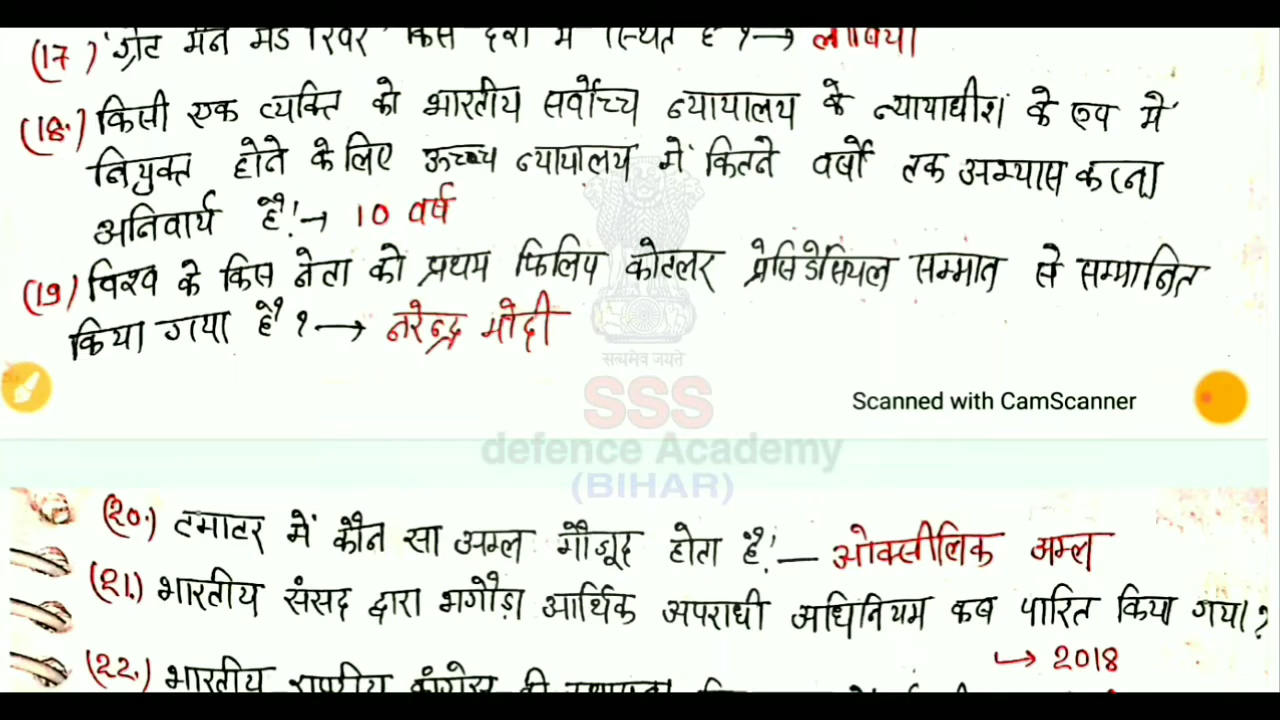 (17) 'ग्रेट मैन मेड रिवर' किस देश में स्थित है ? → लीबिया
(18.) किसी एक व्यक्ति को भारतीय सर्वोच्च न्यायालय के न्यायाधीश के रूप में
नियुक्त होने के लिए उच्च न्यायालय में कितने वर्षों तक अभ्यास करना
अनिवार्य है! → 10 वर्ष
(19) विश्व के किस नेता को प्रथम फिलिप कोटलर प्रेसिडेंसियल सम्मान से सम्मानित
किया गया है ? → नरेन्द्र मोदी
सत्यमेव जयते
SSS
Scanned with CamScanner
defence Academy
(BIHAR)
(20.) टमाटर में कौन सा अम्ल मौजूद होता है! — ओक्सीलिक अम्ल
(21.) भारतीय संसद द्वारा भगौड़ा आर्थिक अपराधी अधिनियम कब पारित किया गया?
↳ 2018
(22.) भारतीय राष्ट्रीय कांग्रेस की स्थापना